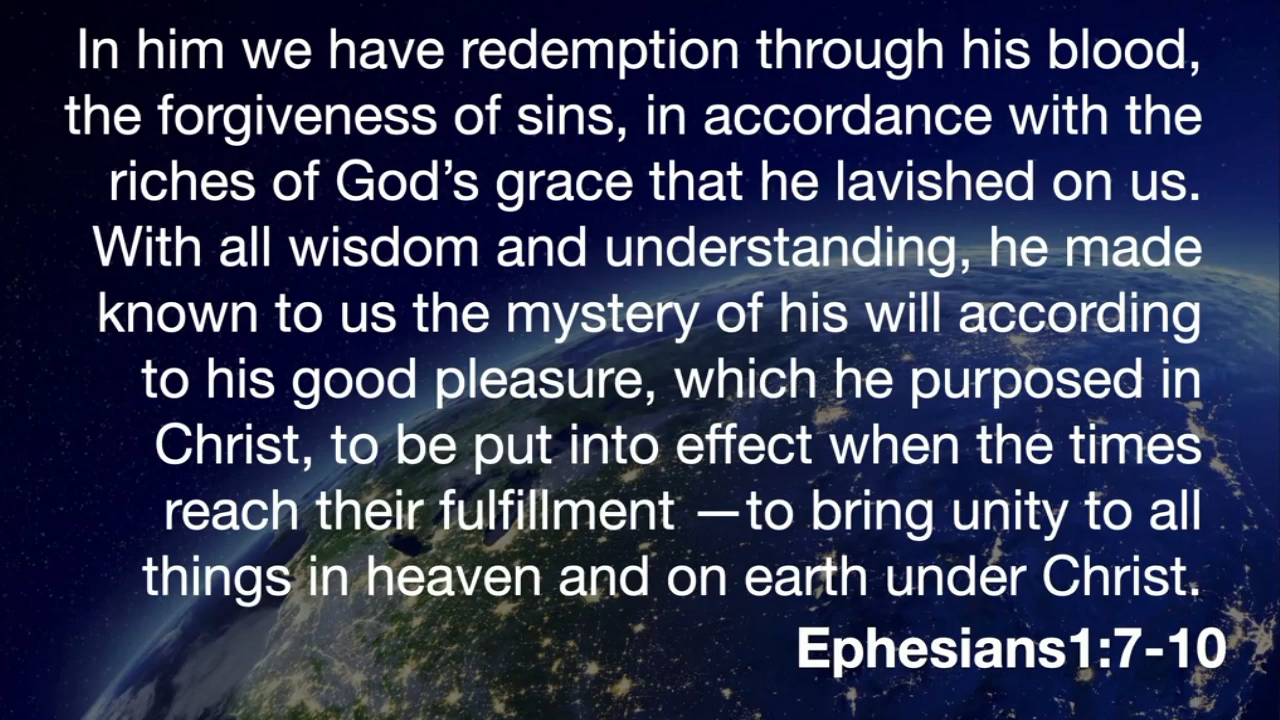 In him we have redemption through his blood,
the forgiveness of sins, in accordance with the
riches of God’s grace that he lavished on us.
With all wisdom and understanding, he made
known to us the mystery of his will according
to his good pleasure, which he purposed in
Christ, to be put into effect when the times
reach their fulfillment —to bring unity to all
things in heaven and on earth under Christ.
Ephesians1:7-10